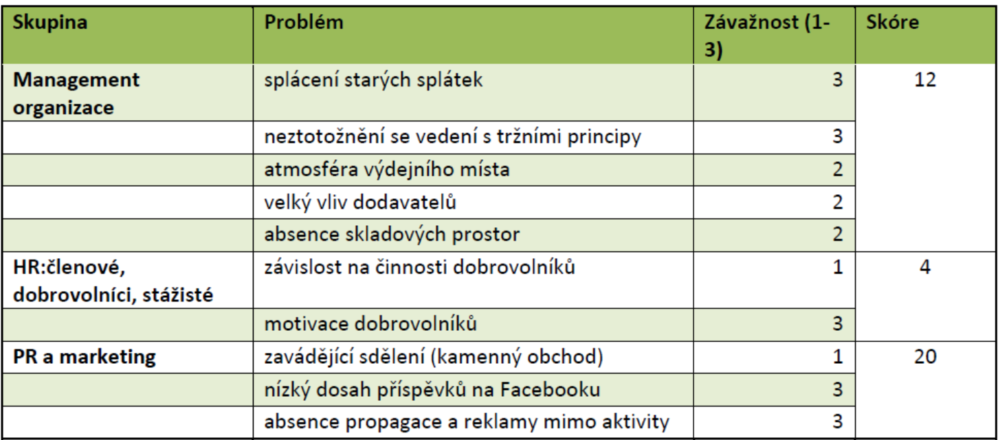 Skupina Problém Závažnost (1- Skóre
3)
Management splácení starých splátek 3 12
organizace
neztotožnění se vedení s tržními principy 3
atmosféra výdejního místa 2
velký vliv dodavatelů 2
absence skladových prostor 2
HR:členové, závislost na činnosti dobrovolníků 1 4
dobrovolníci, stážisté
motivace dobrovolníků 3
PR a marketing zavádějící sdělení (kamenný obchod) 1 20
nízký dosah příspěvků na Facebooku 3
absence propagace a reklamy mimo aktivity 3